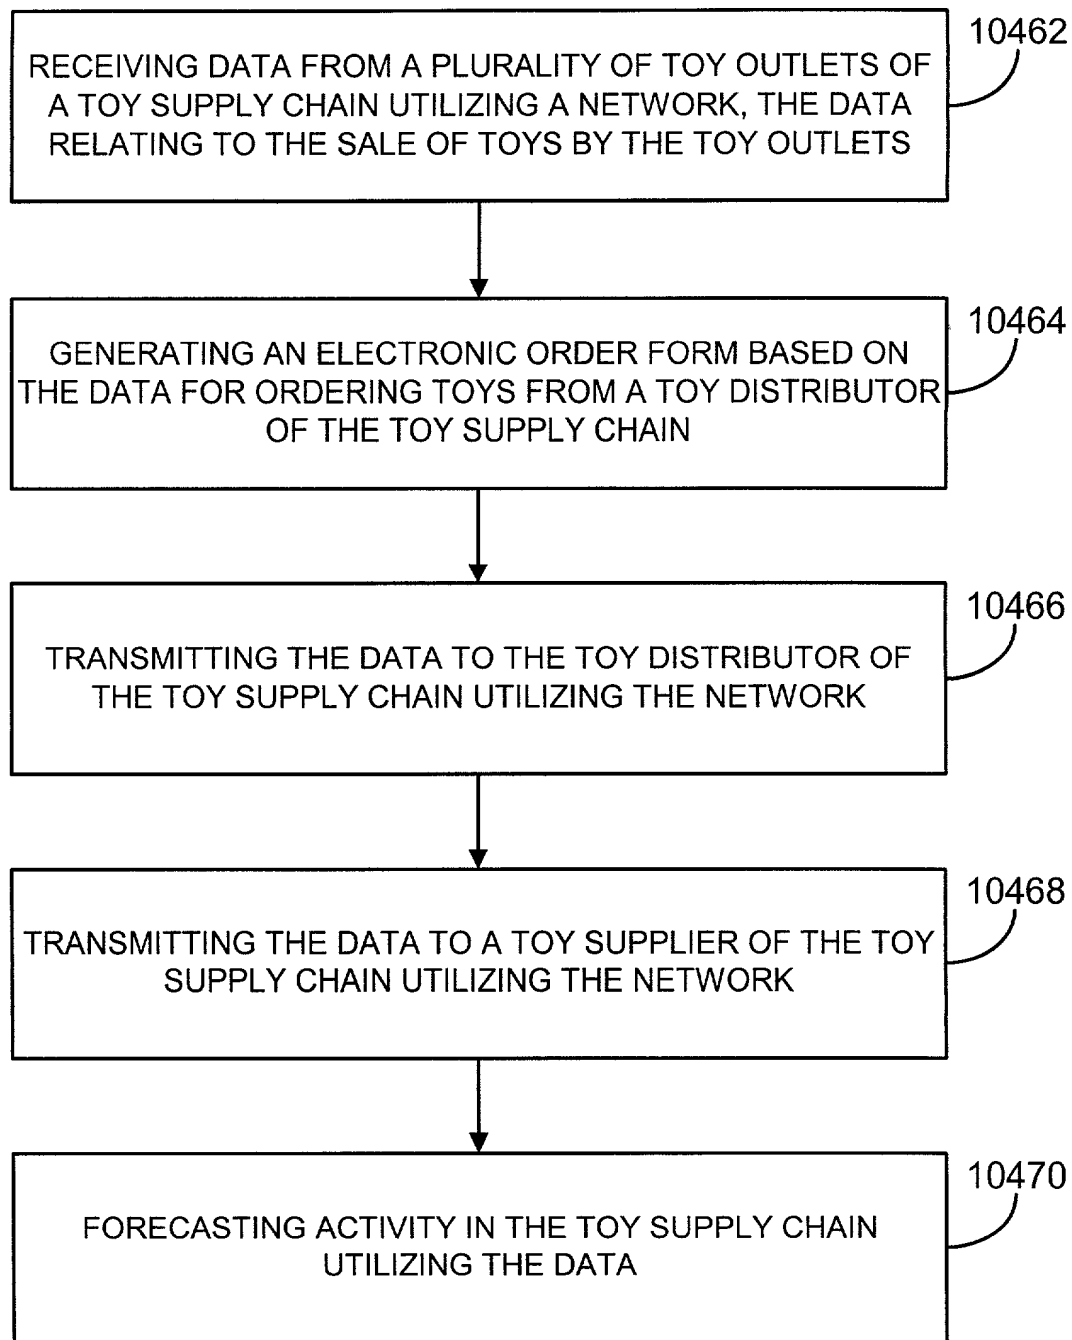 10462
RECEIVING DATA FROM A PLURALITY OF TOY OUTLETS OF
A TOY SUPPLY CHAIN UTILIZING A NETWORK, THE DATA
RELATING TO THE SALE OF TOYS BY THE TOY OUTLETS
10464
GENERATING AN ELECTRONIC ORDER FORM BASED ON
THE DATA FOR ORDERING TOYS FROM A TOY DISTRIBUTOR
OF THE TOY SUPPLY CHAIN
10466
TRANSMITTING THE DATA TO THE TOY DISTRIBUTOR OF
THE TOY SUPPLY CHAIN UTILIZING THE NETWORK
10468
TRANSMITTING THE DATA TO A TOY SUPPLIER OF THE TOY
SUPPLY CHAIN UTILIZING THE NETWORK
10470
FORECASTING ACTIVITY IN THE TOY SUPPLY CHAIN
UTILIZING THE DATA